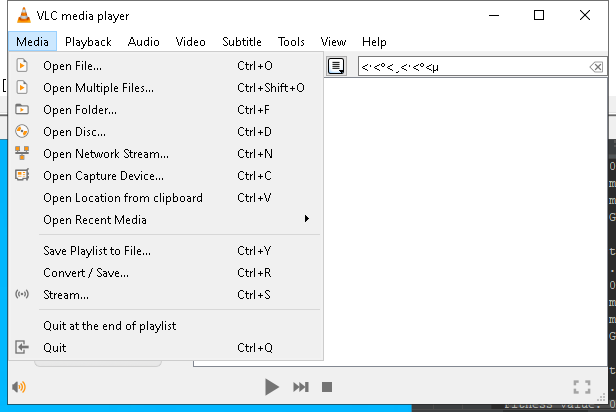 VLC media player
Media Playback Audio Video Subtitle Tools View Help
Open File... Ctrl+O
Open Multiple Files... Ctrl+Shift+O
Open Folder... Ctrl+F
Open Disc... Ctrl+D
Open Network Stream... Ctrl+N
Open Capture Device... Ctrl+C
Open Location from clipboard Ctrl+V
Open Recent Media
Save Playlist to File... Ctrl+Y
Convert / Save... Ctrl+R
Stream... Ctrl+S
Quit at the end of playlist
Quit Ctrl+Q